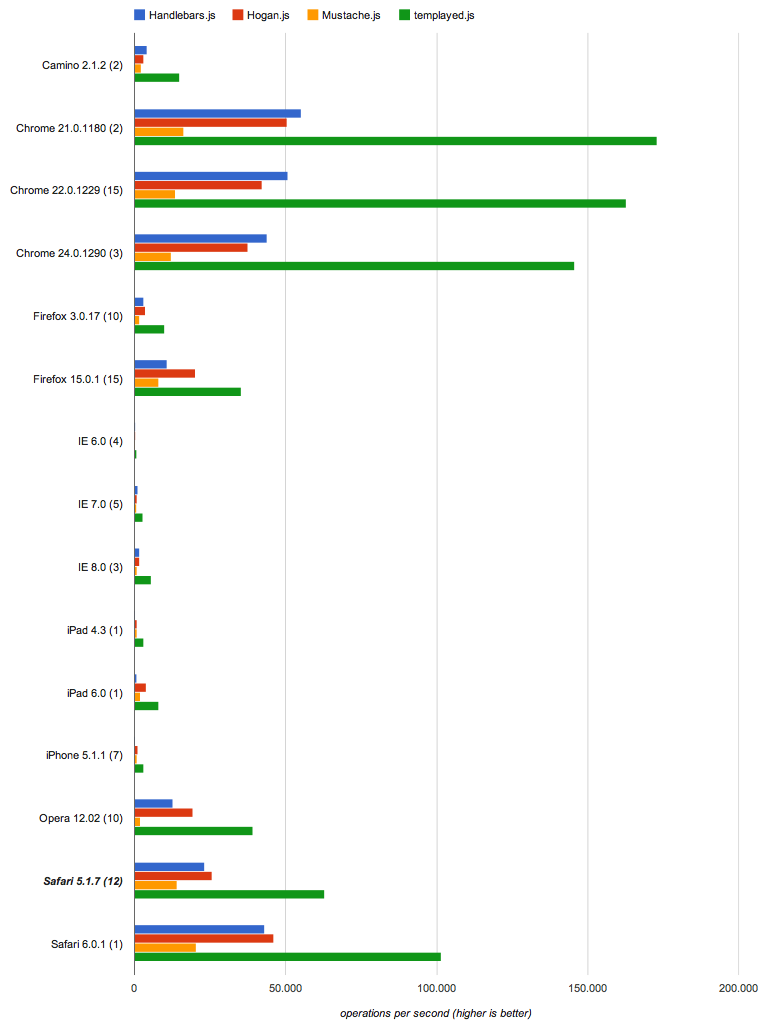 Handlebars.js Hogan.js Mustache.js templayed.js
Camino 2.1.2 (2)
Chrome 21.0.1180 (2)
Chrome 22.0.1229 (15)
Chrome 24.0.1290 (3)
Firefox 3.0.17 (10)
Firefox 15.0.1 (15)
IE 6.0 (4)
IE 7.0 (5)
IE 8.0 (3)
iPad 4.3 (1)
iPad 6.0 (1)
iPhone 5.1.1 (7)
Opera 12.02 (10)
Safari 5.1.7 (12)
Safari 6.0.1 (1)
0 50.000 100.000 150.000 200.000
operations per second (higher is better)